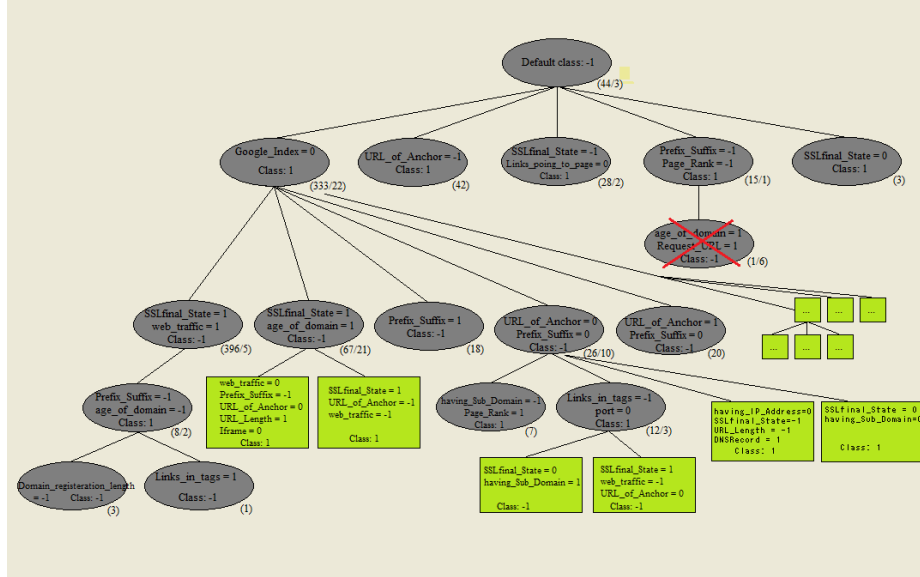 Default class: -1
(44/3)
Google_Index = 0
Class: 1
(333/22)
URL_of_Anchor = -1
Class: 1
(42)
SSLfinal_State = -1
Links_poing_to_page = 0
Class: 1
(28/2)
Prefix_Suffix = -1
Page_Rank = -1
Class: 1
(15/1)
SSLfinal_State = 0
Class: 1
(3)
age_of_domain = 1
Request_URL = 1
Class: -1
(1/6)
SSLfinal_State = 1
web_traffic = 1
Class: -1
(396/5)
SSLfinal_State = 1
age_of_domain = 1
Class: -1
(67/21)
Prefix_Suffix = 1
Class: -1
(18)
URL_of_Anchor = 0
Prefix_Suffix = 0
Class: -1
(26/10)
URL_of_Anchor = 1
Prefix_Suffix = 0
Class: -1
(20)
...
...
...
...
...
...
Prefix_Suffix = -1
age_of_domain = -1
Class: 1
(8/2)
web_traffic = 0
Prefix_Suffix = -1
URL_of_Anchor = 0
URL_Length = 1
Iframe = 0
Class: 1
SSLfinal_State = 1
URL_of_Anchor = -1
web_traffic = -1
Class: 1
having_Sub_Domain = -1
Page_Rank = 1
Class: 1
(7)
Links_in_tags = -1
port = 0
Class: 1
(12/3)
having_IP_Address=0
SSLfinal_State=-1
URL_Length = -1
DNSRecord = 1
Class: 1
SSLfinal_State = 0
having_Sub_Domain=0
Class: 1
Domain_registeration_length
= -1 Class: -1
(3)
Links_in_tags = 1
Class: -1
(1)
SSLfinal_State = 0
having_Sub_Domain = 1
Class: -1
SSLfinal_State = 1
web_traffic = -1
URL_of_Anchor = 0
Class: -1